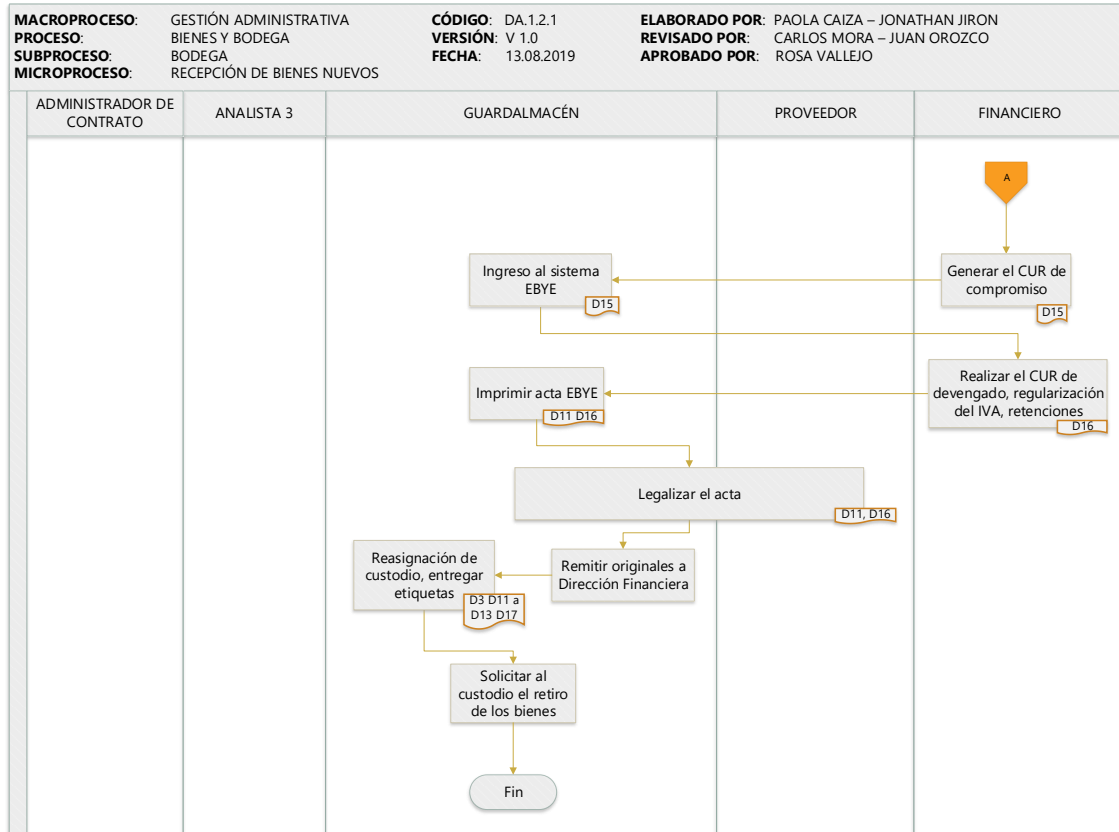 MACROPROCESO: GESTIÓN ADMINISTRATIVA CÓDIGO: DA.1.2.1 ELABORADO POR: PAOLA CAIZA – JONATHAN JIRON
PROCESO: BIENES Y BODEGA VERSIÓN: V 1.0 REVISADO POR: CARLOS MORA – JUAN OROZCO
SUBPROCESO: BODEGA FECHA: 13.08.2019 APROBADO POR: ROSA VALLEJO
MICROPROCESO: RECEPCIÓN DE BIENES NUEVOS
ADMINISTRADOR DE
CONTRATO
ANALISTA 3
GUARDALMACÉN
PROVEEDOR
FINANCIERO
A
Generar el CUR de
compromiso
D15
Ingreso al sistema
EBYE
D15
Realizar el CUR de
devengado, regularización
del IVA, retenciones
D16
Imprimir acta EBYE
D11 D16
Legalizar el acta
D11, D16
Remitir originales a
Dirección Financiera
Reasignación de
custodio, entregar
etiquetas
D3 D11 a
D13 D17
Solicitar al
custodio el retiro
de los bienes
Fin